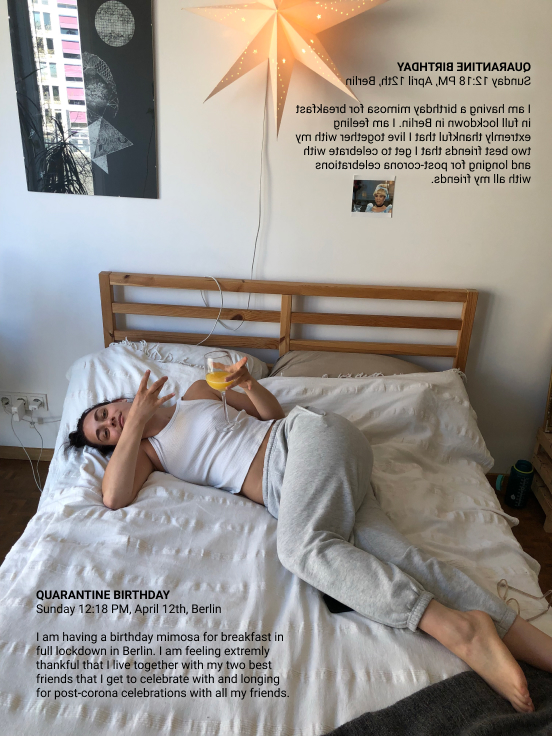 QUARANTINE BIRTHDAY
Sunday 12:18 PM, April 12th, Berlin
I am having a birthday mimosa for breakfast
in full lockdown in Berlin. I am feeling
extremely thankful that I live together with my
two best friends that I get to celebrate with
and longing for post-corona celebrations
with all my friends.
QUARANTINE BIRTHDAY
Sunday 12:18 PM, April 12th, Berlin
I am having a birthday mimosa for breakfast in
full lockdown in Berlin. I am feeling extremly
thankful that I live together with my two best
friends that I get to celebrate with and longing
for post-corona celebrations with all my friends.